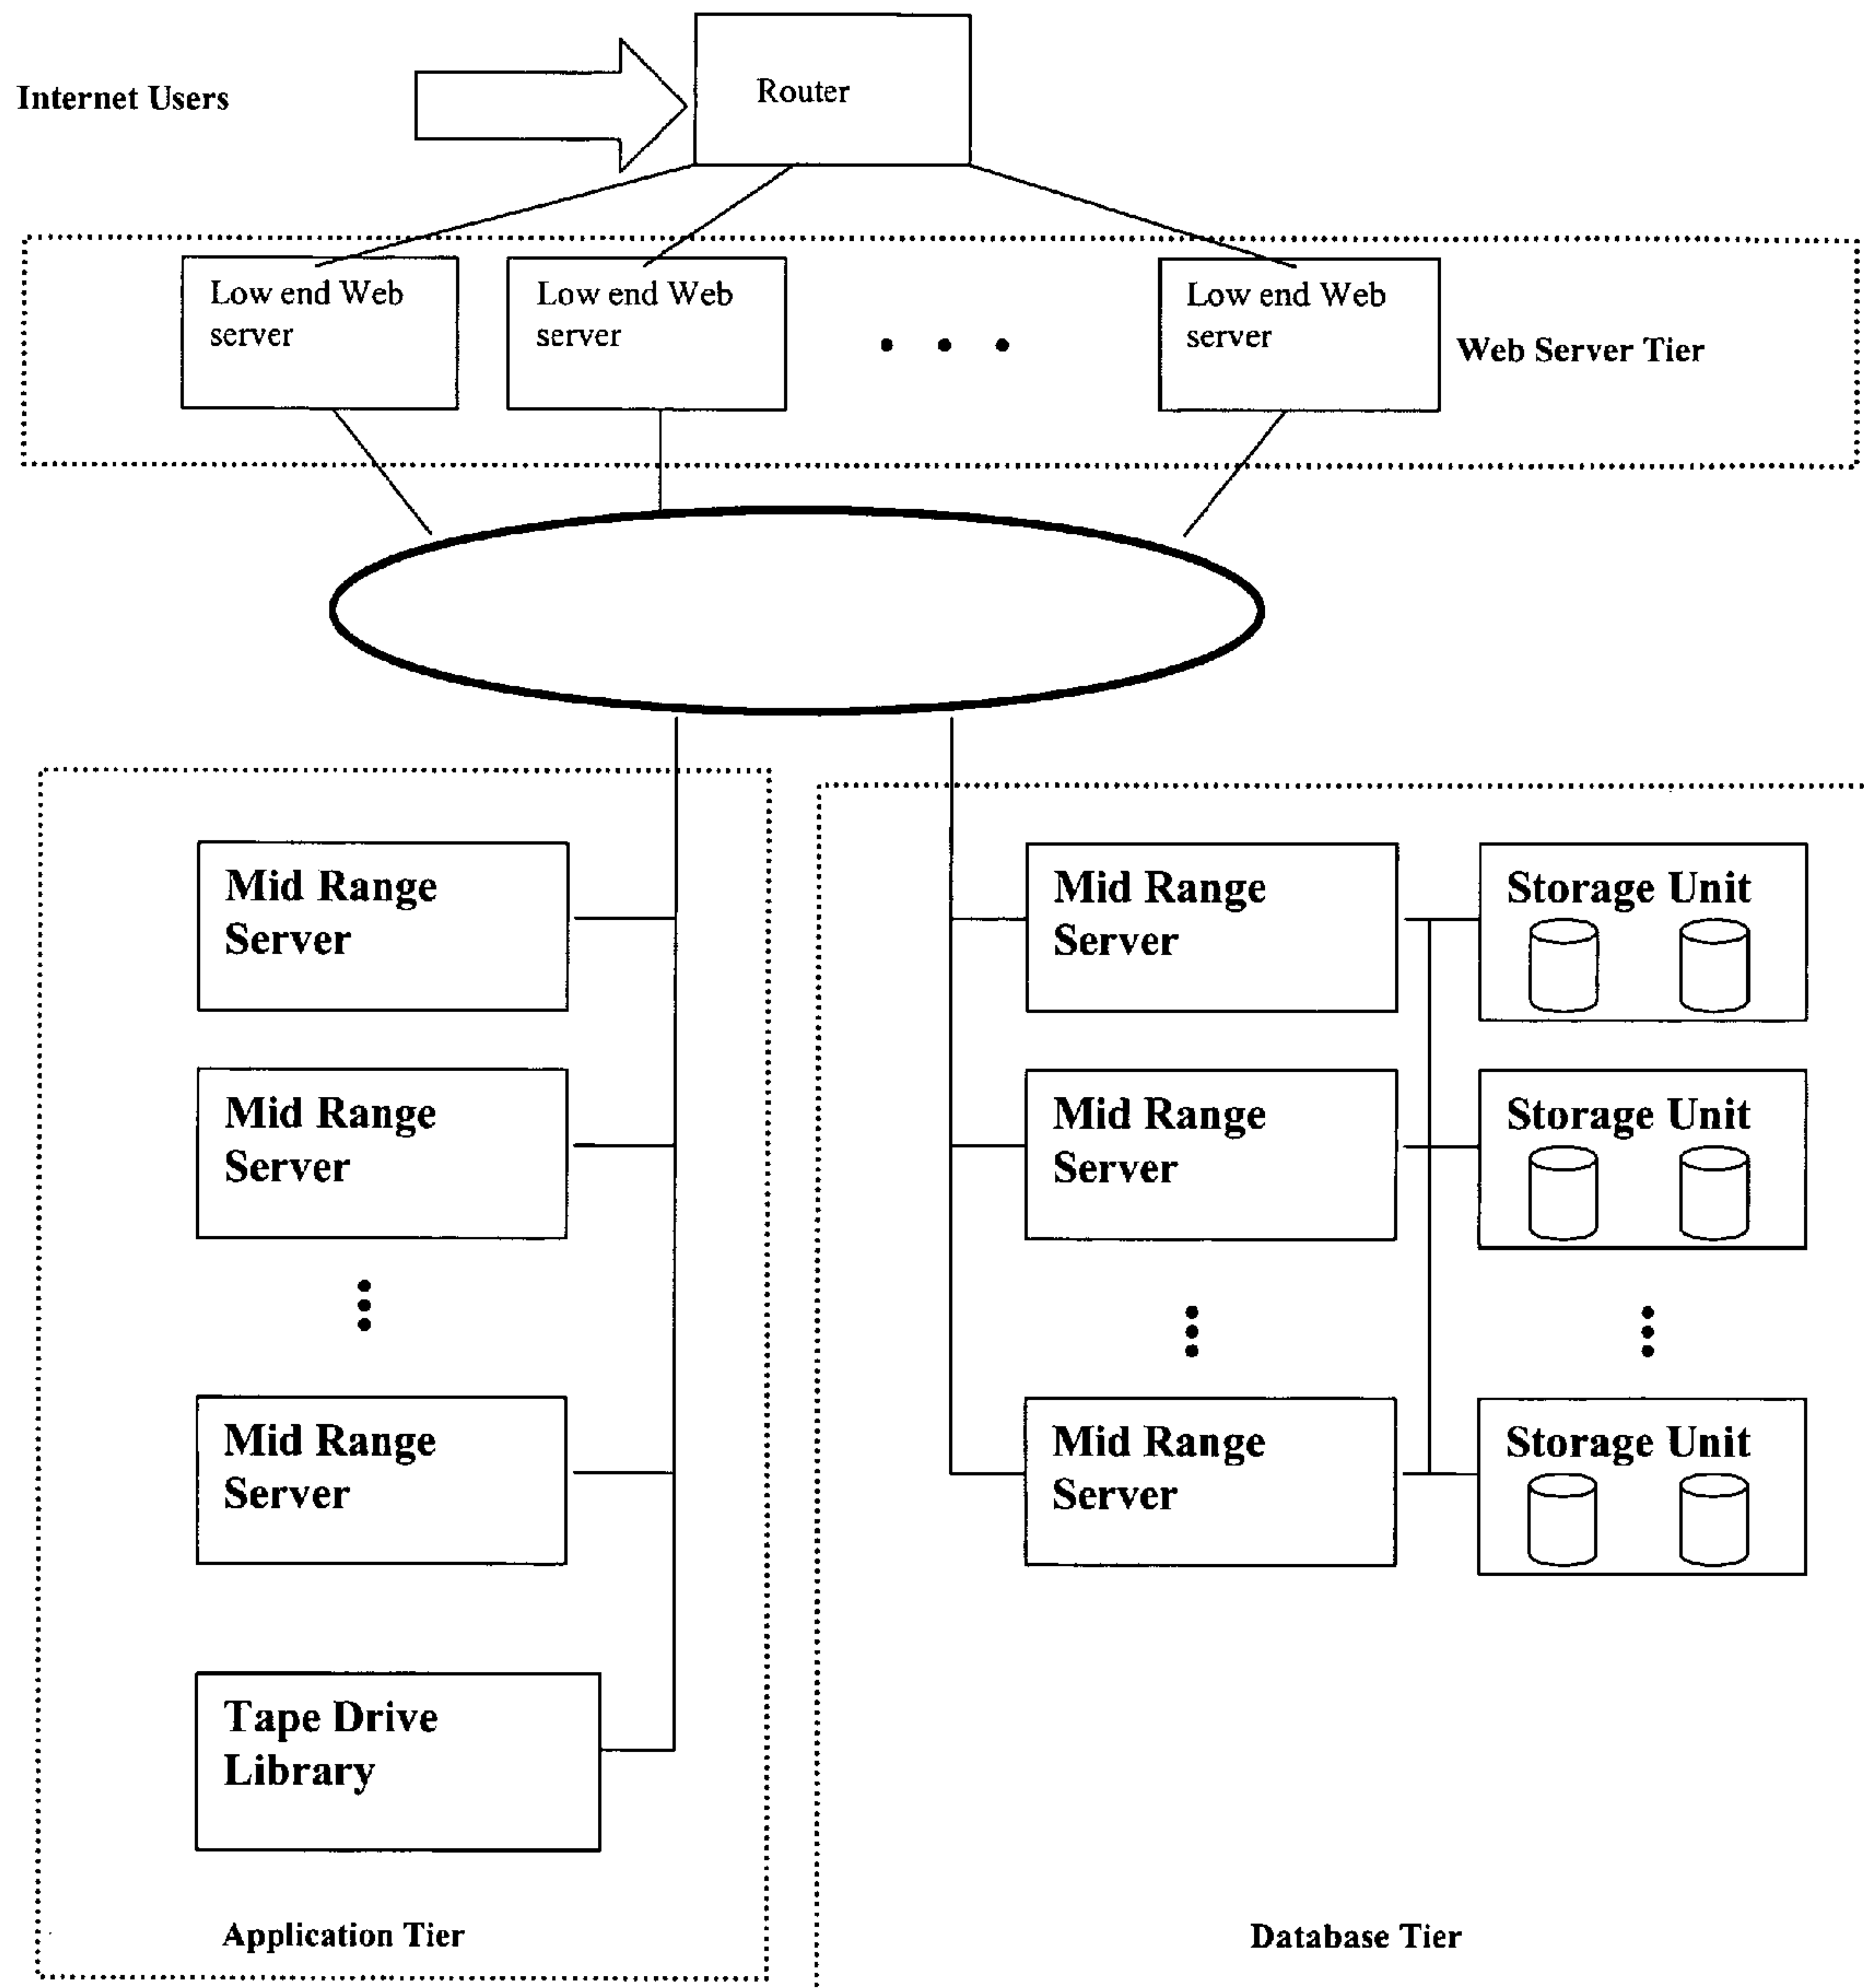 Internet Users
Router
Low end Web
server
Low end Web
server
Low end Web
server
Web Server Tier
Mid Range
Server
Mid Range
Server
Mid Range
Server
Tape Drive
Library
Application Tier
Mid Range
Server
Storage Unit
Mid Range
Server
Storage Unit
Mid Range
Server
Storage Unit
Database Tier